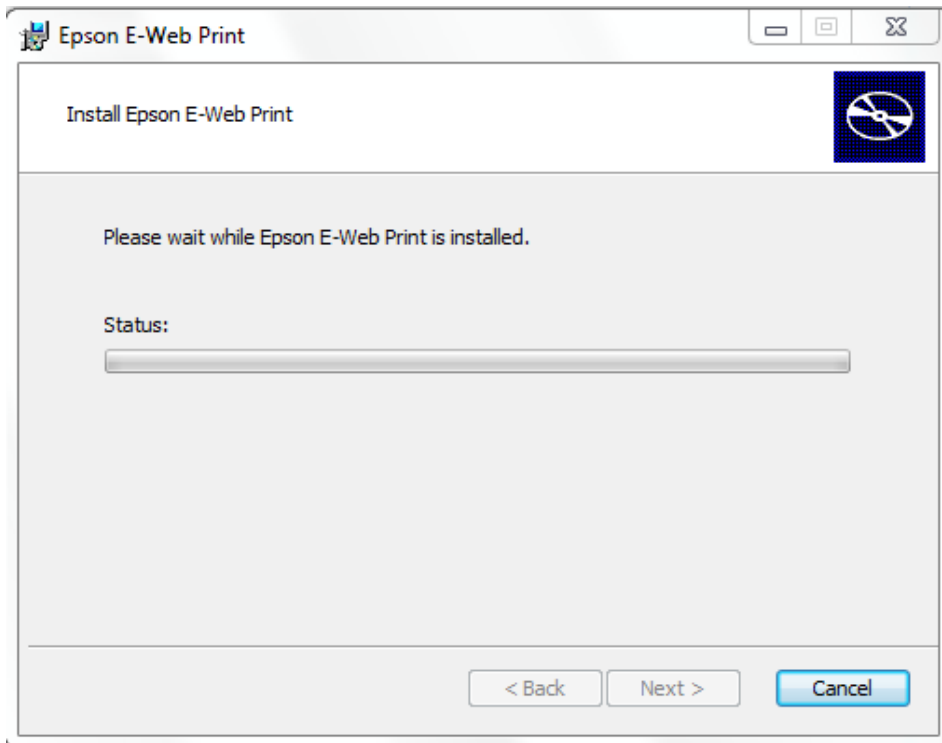 Epson E-Web Print
Install Epson E-Web Print
Please wait while Epson E-Web Print is installed.
Status:
< Back
Next >
Cancel